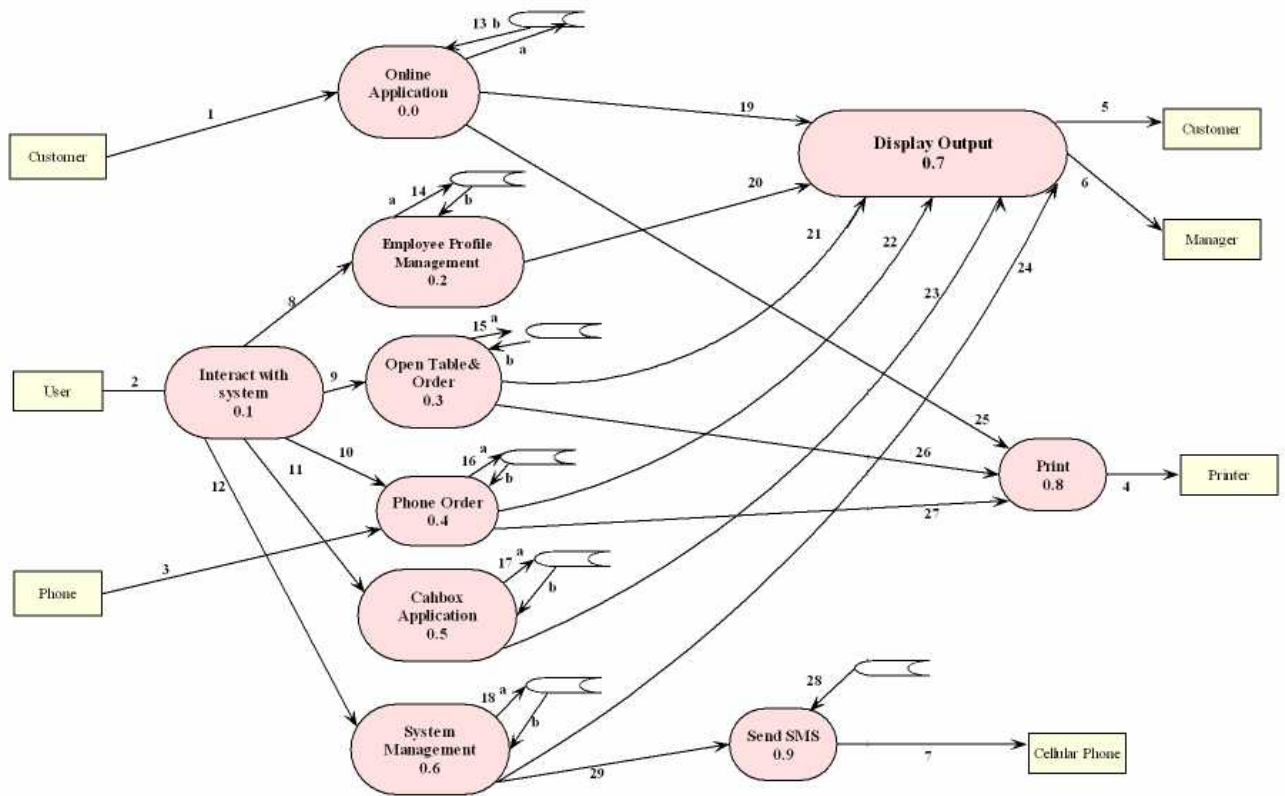 13 b
a
Online
Application
0.0
1
19
5
Customer
Customer
Display Output
0.7
6
Manager
a
14
b
20
Employee Profile
Management
0.2
21
22
24
8
23
15 a
b
Open Table&
Order
0.3
User
2
Interact with
system
0.1
9
25
10
16 a
b
26
Print
0.8
4
Printer
11
12
Phone Order
0.4
27
3
Phone
17 a
b
Cahbox
Application
0.5
18 a
b
28
System
Management
0.6
Send SMS
0.9
7
Cellular Phone
29